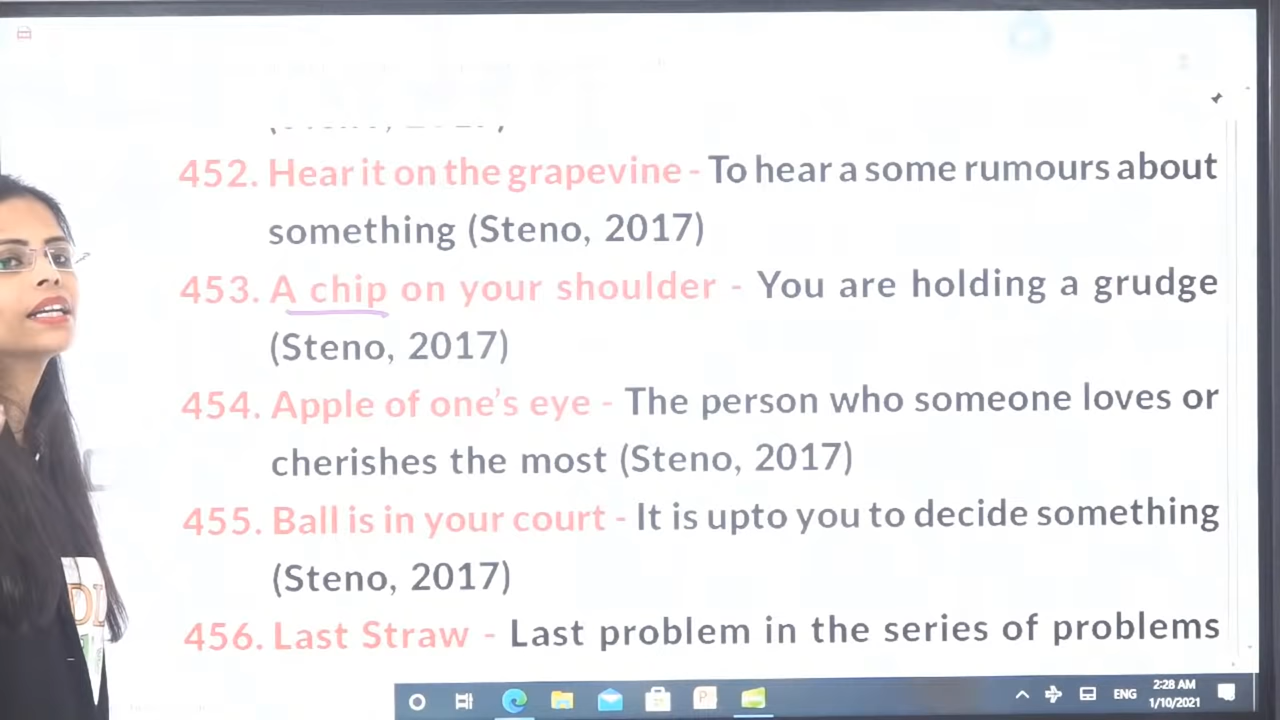 452. Hear it on the grapevine - To hear a some rumours about
something (Steno, 2017)
453. A chip on your shoulder - You are holding a grudge
(Steno, 2017)
454. Apple of one's eye - The person who someone loves or
cherishes the most (Steno, 2017)
455. Ball is in your court - It is upto you to decide something
(Steno, 2017)
456. Last Straw - Last problem in the series of problems
ENG
2:28 AM
1/10/2021